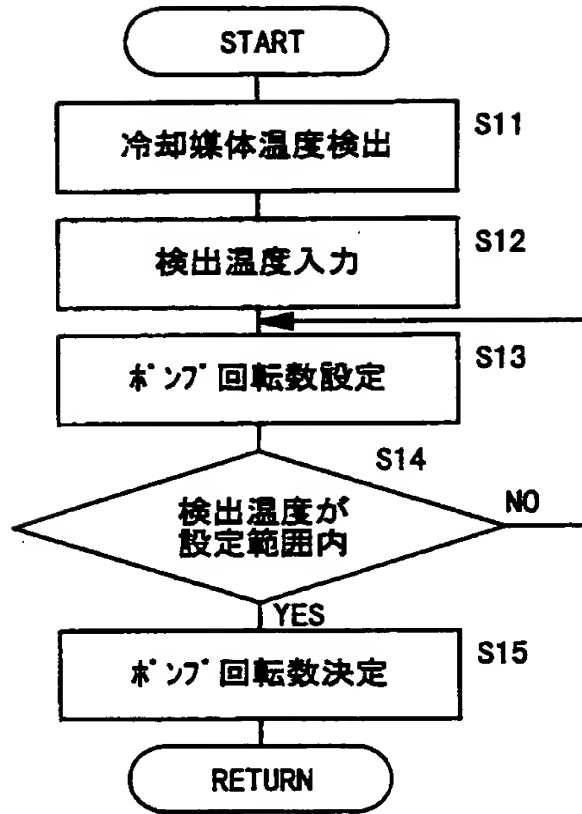 START
冷却媒体温度検出
S11
検出温度入力
S12
ポンプ回転数設定
S13
S14
検出温度が
設定範囲内
NO
YES
ポンプ回転数決定
S15
RETURN